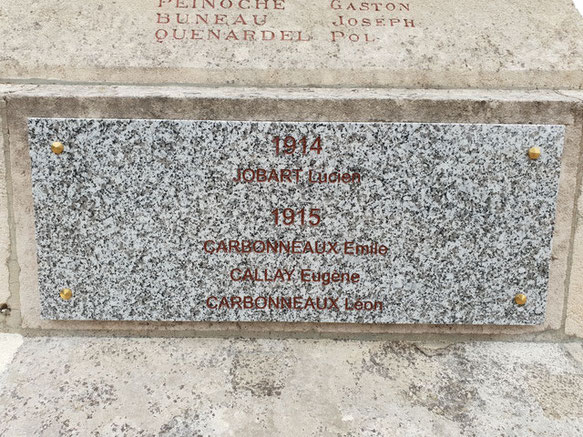 PEINOCHE GASTON
BUNEAU JOSEPH
QUENARDEL POL
1914
JOBART Lucien
1915
CARBONNEAUX Emile
CALLAY Eugène
CARBONNEAUX Léon